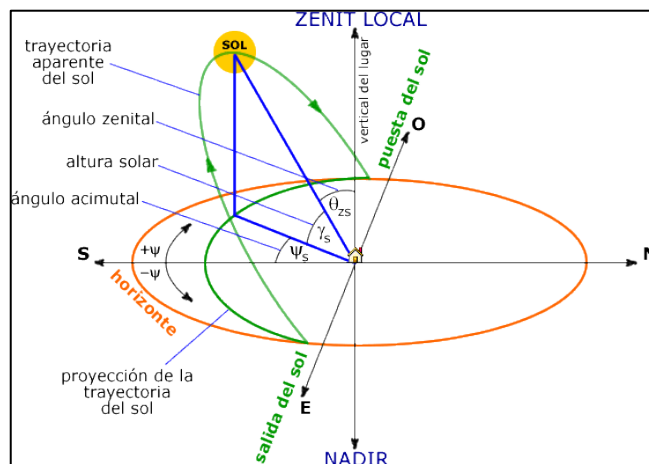 ZENIT LOCAL
trayectoria
aparente
del sol
SOL
vertical del lugar
puesta del sol
O
ángulo zenital
altura solar
ángulo acimutal
θzs
γs
ψs
S
+ψ
−ψ
N
horizonte
proyección de la
trayectoria
del sol
salida del sol
E
NADIR